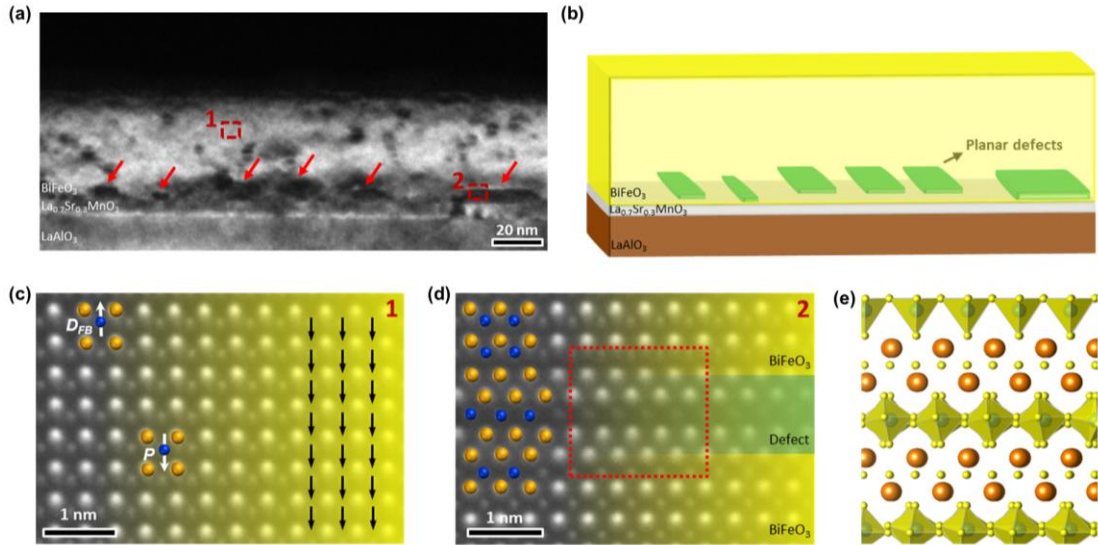 (a)
1
2
BiFeO₃
La₀.₇Sr₀.₃MnO₃
LaAlO₃
20 nm
(b)
Planar defects
BiFeO₃
La₀.₇Sr₀.₃MnO₃
LaAlO₃
(c)
1
D_FB
P
1 nm
(d)
2
BiFeO₃
Defect
BiFeO₃
1 nm
(e)